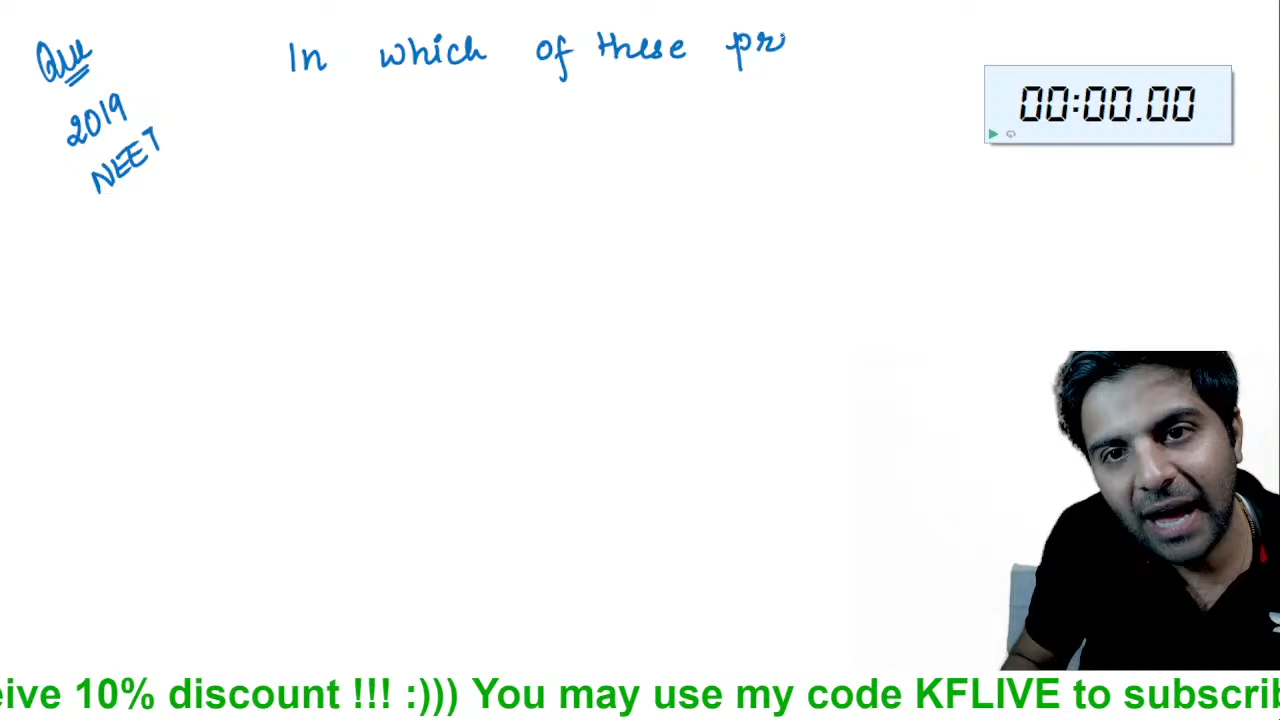 Que
In which of these pr
2019
NEET
00:00.00
eive 10% discount !!! :))) You may use my code KFLIVE to subscrib